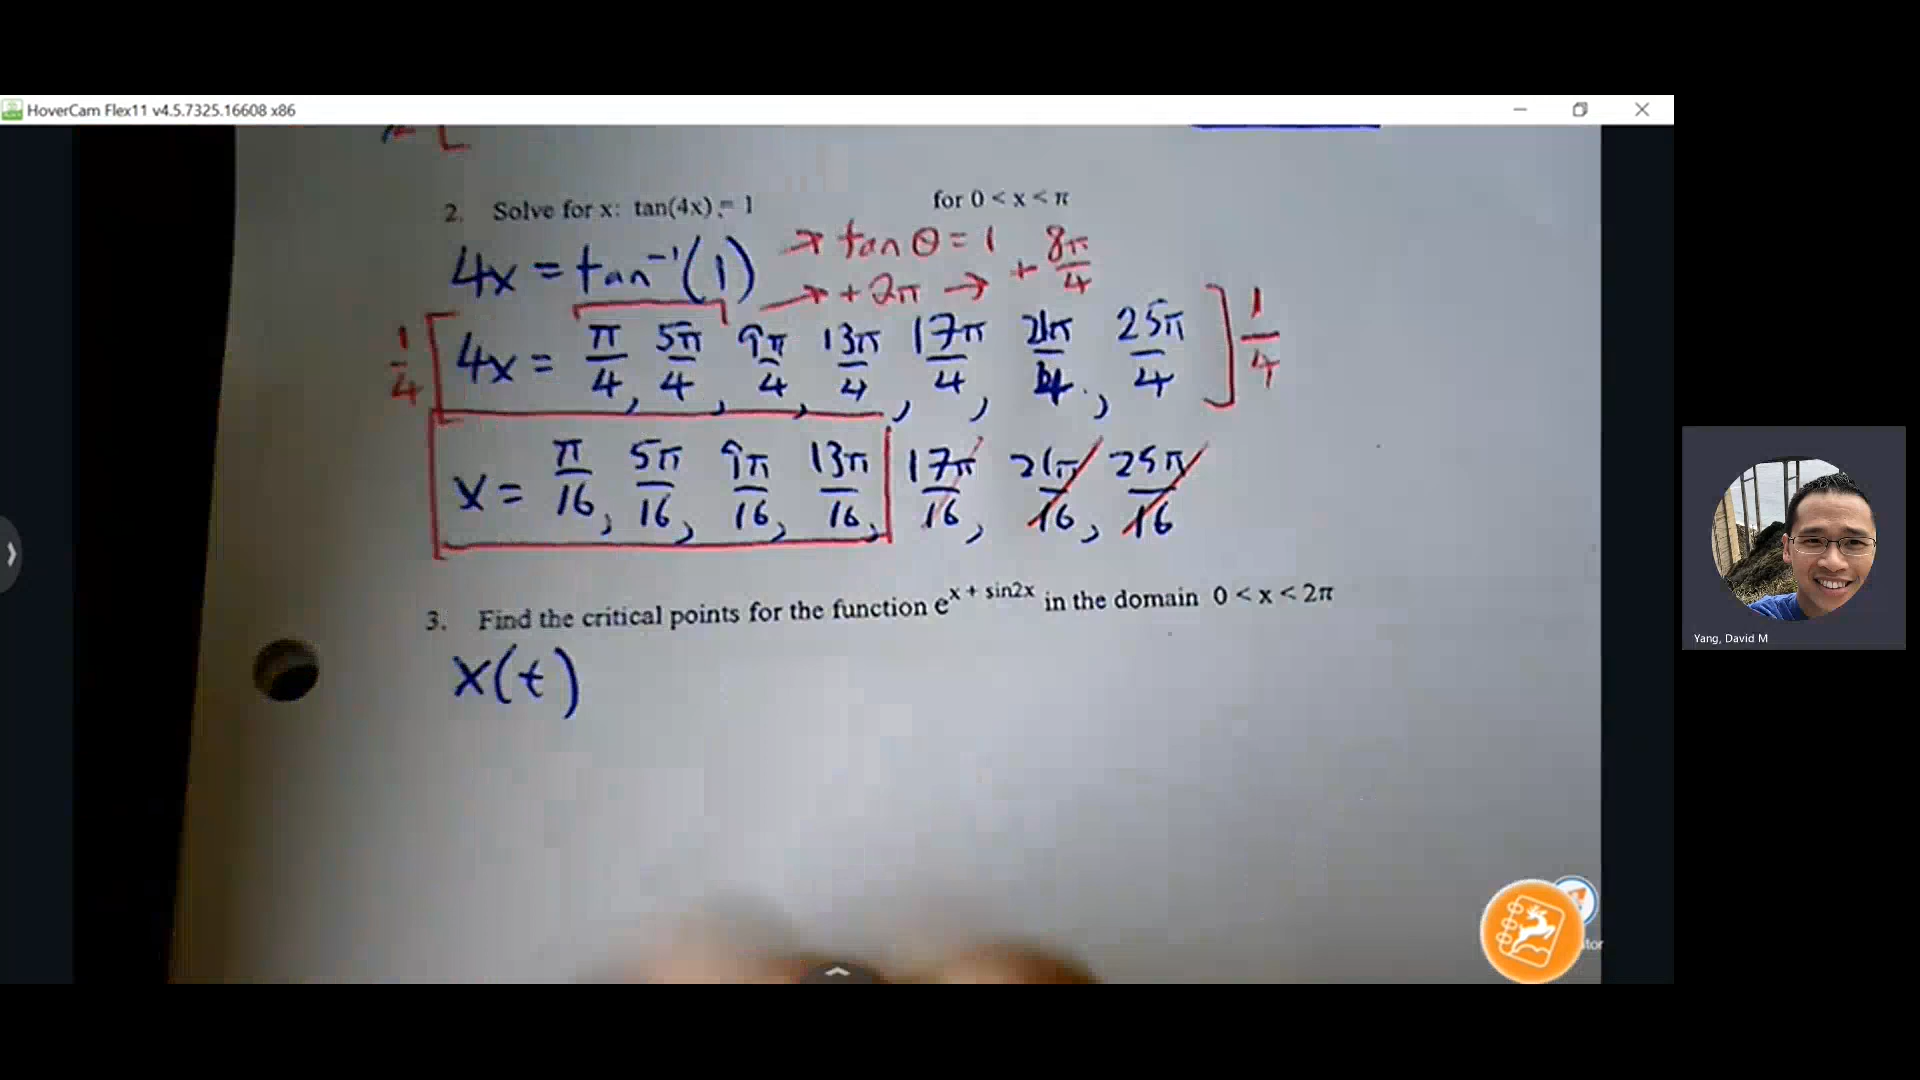 HoverCam Flex11 v4.5.7325.16608 x86
2. Solve for x: tan(4x) = 1 for 0 < x < π
4x = tan⁻¹(1) → tan θ = 1
→ + 2π → + 8π/4
1/4 [ 4x = π/4, 5π/4, 9π/4, 13π/4, 17π/4, 21π/4, 25π/4 ] 1/4
x = π/16, 5π/16, 9π/16, 13π/16, 17π/16, 21π/16, 25π/16
3. Find the critical points for the function e^(x + sin2x) in the domain 0 < x < 2π
x(t)
Yang, David M